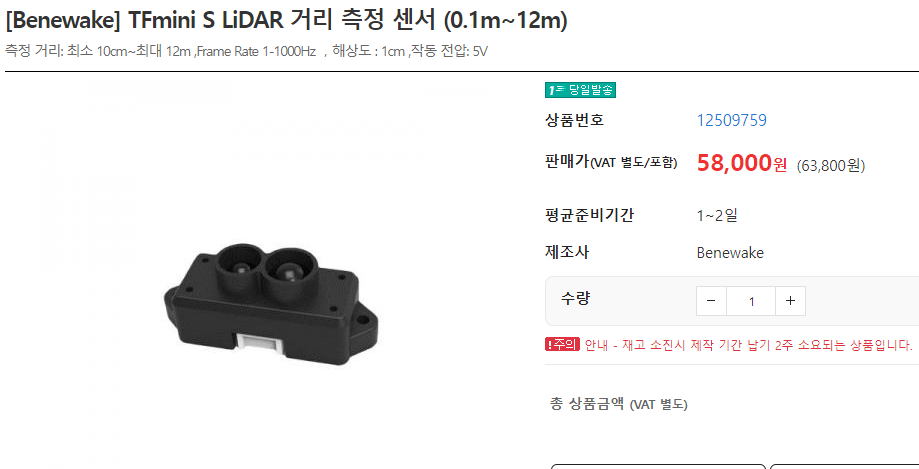 [Benewake] TFmini S LiDAR 거리 측정 센서 (0.1m~12m)
측정 거리: 최소 10cm~최대 12m ,Frame Rate 1-1000Hz , 해상도 : 1cm ,작동 전압: 5V
당일발송
상품번호 12509759
판매가(VAT 별도/포함) 58,000원 (63,800원)
평균준비기간 1~2일
제조사 Benewake
수량 − 1 +
!주의 안내 - 재고 소진시 제작 기간 납기 2주 소요되는 상품입니다.
총 상품금액 (VAT 별도)